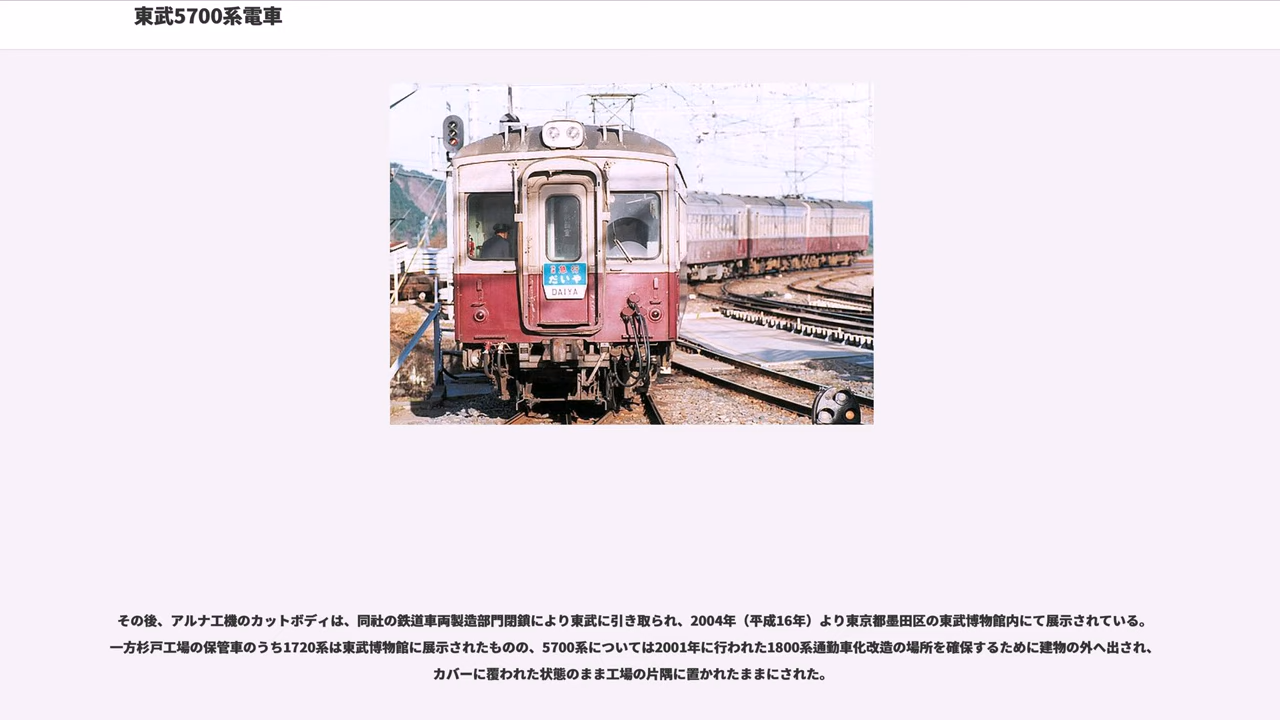 東武5700系電車
だいや
DAIYA
その後、アルナ工機のカットボディは、同社の鉄道車両製造部門閉鎖により東武に引き取られ、2004年（平成16年）より東京都墨田区の東武博物館内にて展示されている。
一方杉戸工場の保管車のうち1720系は東武博物館に展示されたものの、5700系については2001年に行われた1800系通勤車化改造の場所を確保するために建物の外へ出され、
カバーに覆われた状態のまま工場の片隅に置かれたままにされた。